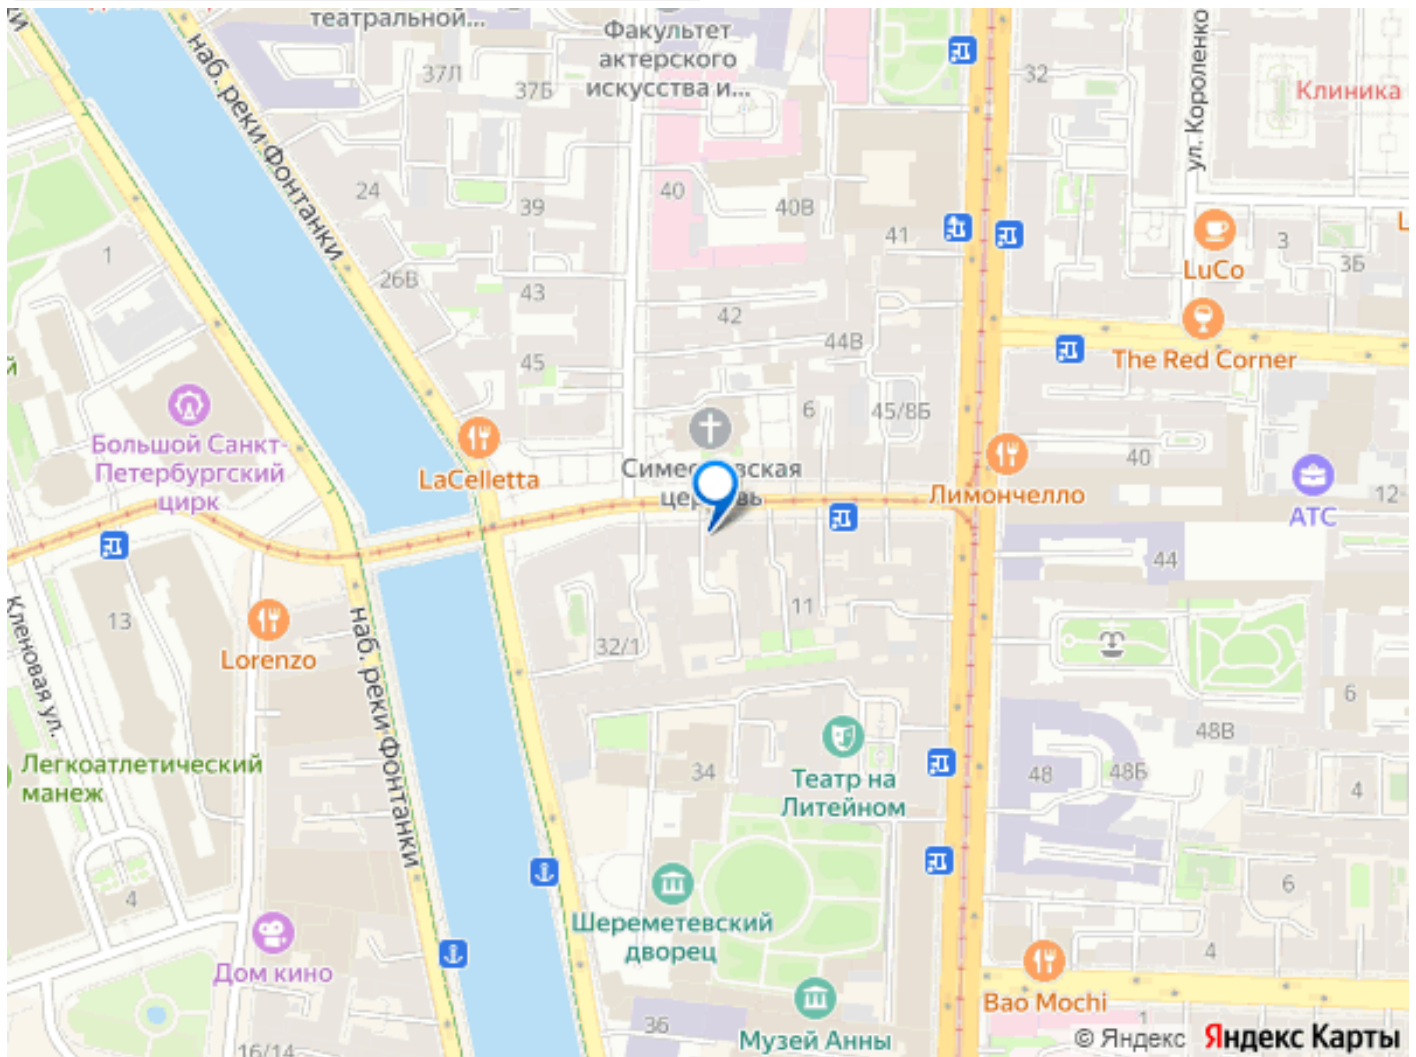 театральной...
Факультет
актерского
искусства и...
37Л
37Б
32
ул. Короленко
Клиника
наб. реки Фонтанки
24
39
40
40В
41
1
26В
43
42
44В
45
LuCo
3
3Б
The Red Corner
6
45/8Б
Большой Санкт-
Петербургский
цирк
LaCelletta
Лимончелло
40
АТС
12-
44
13
Lorenzo
32/1
11
Кленовая ул.
наб. реки Фонтанки
Легкоатлетический
манеж
34
Театр на
Литейном
48
48Б
48В
6
4
4
Шереметевский
дворец
6
4
Дом кино
Bao Mochi
36
16/14
Музей Анны
1
© Яндекс Яндекс Карты